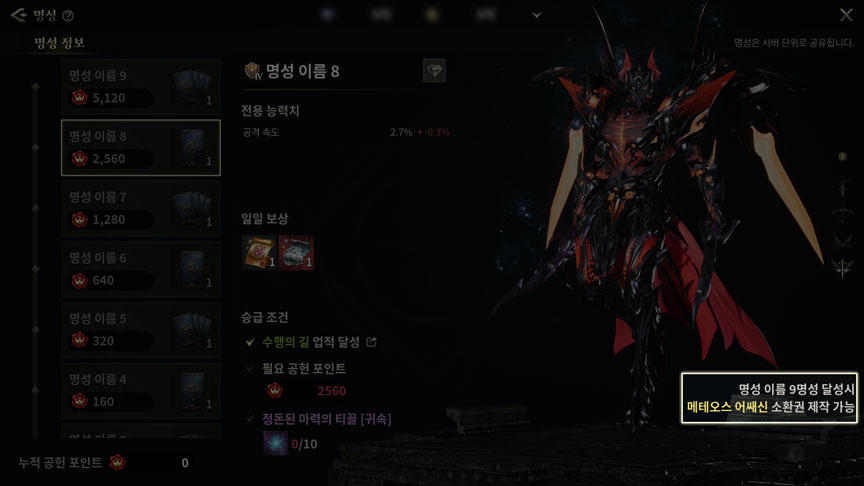 명성
명성 정보
명성은 서버 단위로 공유됩니다.
명성 이름 9
5,120
1
명성 이름 8
2,560
1
명성 이름 7
1,280
1
명성 이름 6
640
1
명성 이름 5
320
1
명성 이름 4
160
1
누적 공헌 포인트
0
IV 명성 이름 8
전용 능력치
공격 속도 2.7% ▼-0.3%
일일 보상
1 1
승급 조건
수행의 길 업적 달성
필요 공헌 포인트
2560
정돈된 마력의 티끌 [귀속]
0/10
명성 이름 9명성 달성시
메테오스 어쌔신 소환권 제작 가능